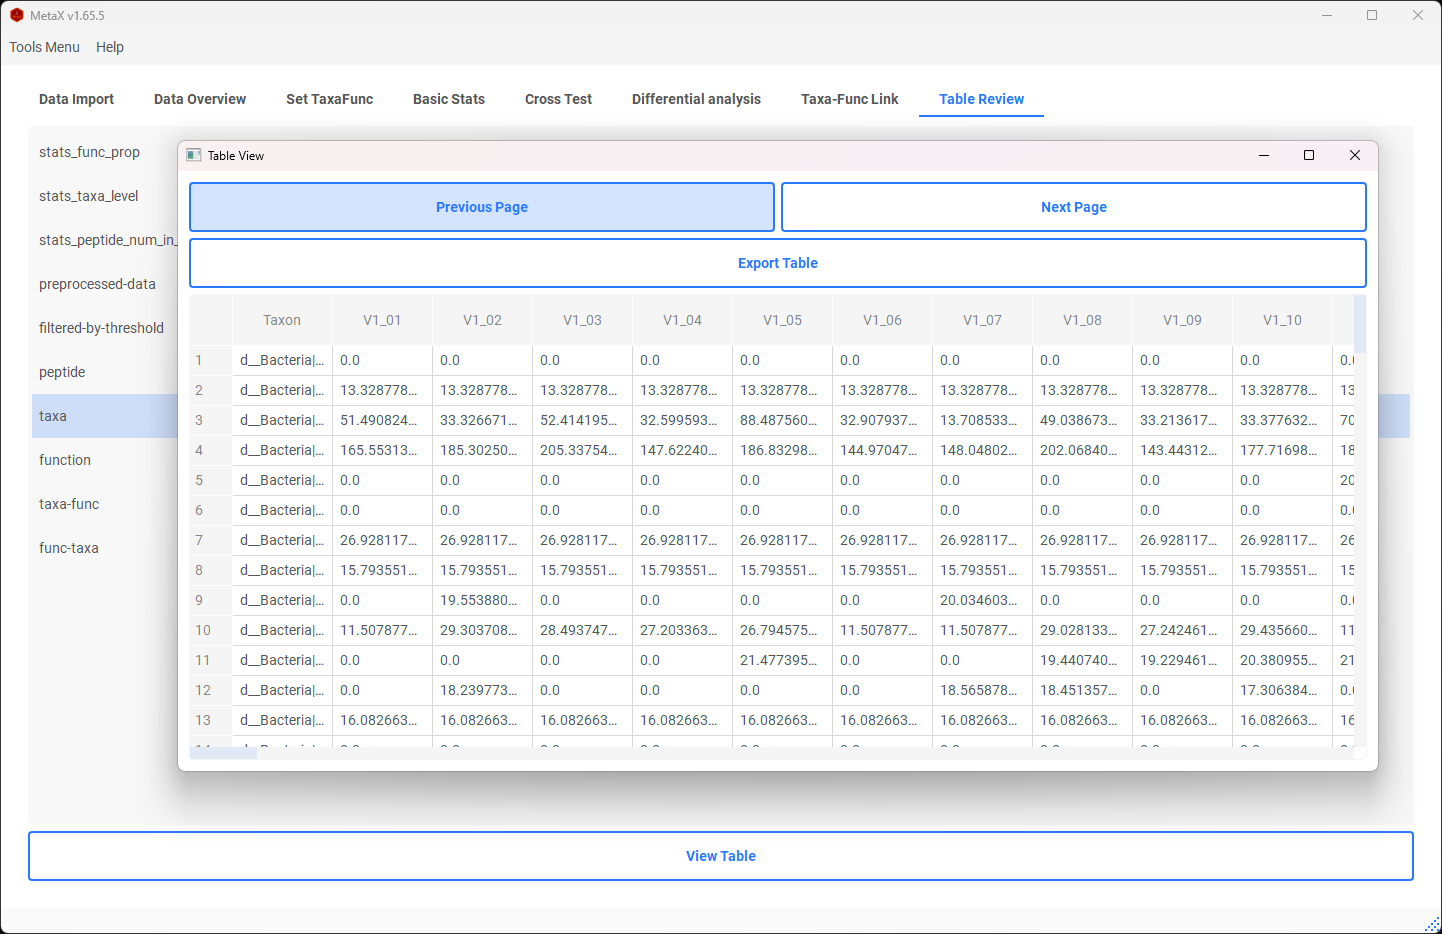 MetaX v1.65.5
Tools Menu Help
Data Import Data Overview Set TaxaFunc Basic Stats Cross Test Differential analysis Taxa-Func Link Table Review
stats_func_prop
stats_taxa_level
stats_peptide_num_in_
preprocessed-data
filtered-by-threshold
peptide
taxa
function
taxa-func
func-taxa
Table View
Previous Page Next Page
Export Table
Taxon V1_01 V1_02 V1_03 V1_04 V1_05 V1_06 V1_07 V1_08 V1_09 V1_10
1 d__Bacteria|... 0.0 0.0 0.0 0.0 0.0 0.0 0.0 0.0 0.0 0.0 0.0
2 d__Bacteria|... 13.328778... 13.328778... 13.328778... 13.328778... 13.328778... 13.328778... 13.328778... 13.328778... 13.328778... 13.328778... 13
3 d__Bacteria|... 51.490824... 33.326671... 52.414195... 32.599593... 88.487560... 32.907937... 13.708533... 49.038673... 33.213617... 33.377632... 70
4 d__Bacteria|... 165.55313... 185.30250... 205.33754... 147.62240... 186.83298... 144.97047... 148.04802... 202.06840... 143.44312... 177.71698... 18
5 d__Bacteria|... 0.0 0.0 0.0 0.0 0.0 0.0 0.0 0.0 0.0 0.0 20
6 d__Bacteria|... 0.0 0.0 0.0 0.0 0.0 0.0 0.0 0.0 0.0 0.0 0.0
7 d__Bacteria|... 26.928117... 26.928117... 26.928117... 26.928117... 26.928117... 26.928117... 26.928117... 26.928117... 26.928117... 26.928117... 26
8 d__Bacteria|... 15.793551... 15.793551... 15.793551... 15.793551... 15.793551... 15.793551... 15.793551... 15.793551... 15.793551... 15.793551... 15
9 d__Bacteria|... 0.0 19.553880... 0.0 0.0 0.0 0.0 20.034603... 0.0 0.0 0.0 0.0
10 d__Bacteria|... 11.507877... 29.303708... 28.493747... 27.203363... 26.794575... 11.507877... 11.507877... 29.028133... 27.242461... 29.435660... 11
11 d__Bacteria|... 0.0 0.0 0.0 0.0 21.477395... 0.0 0.0 19.440740... 19.229461... 20.380955... 21
12 d__Bacteria|... 0.0 18.239773... 0.0 0.0 0.0 0.0 18.565878... 18.451357... 0.0 17.306384... 0.0
13 d__Bacteria|... 16.082663... 16.082663... 16.082663... 16.082663... 16.082663... 16.082663... 16.082663... 16.082663... 16.082663... 16.082663... 16
View Table